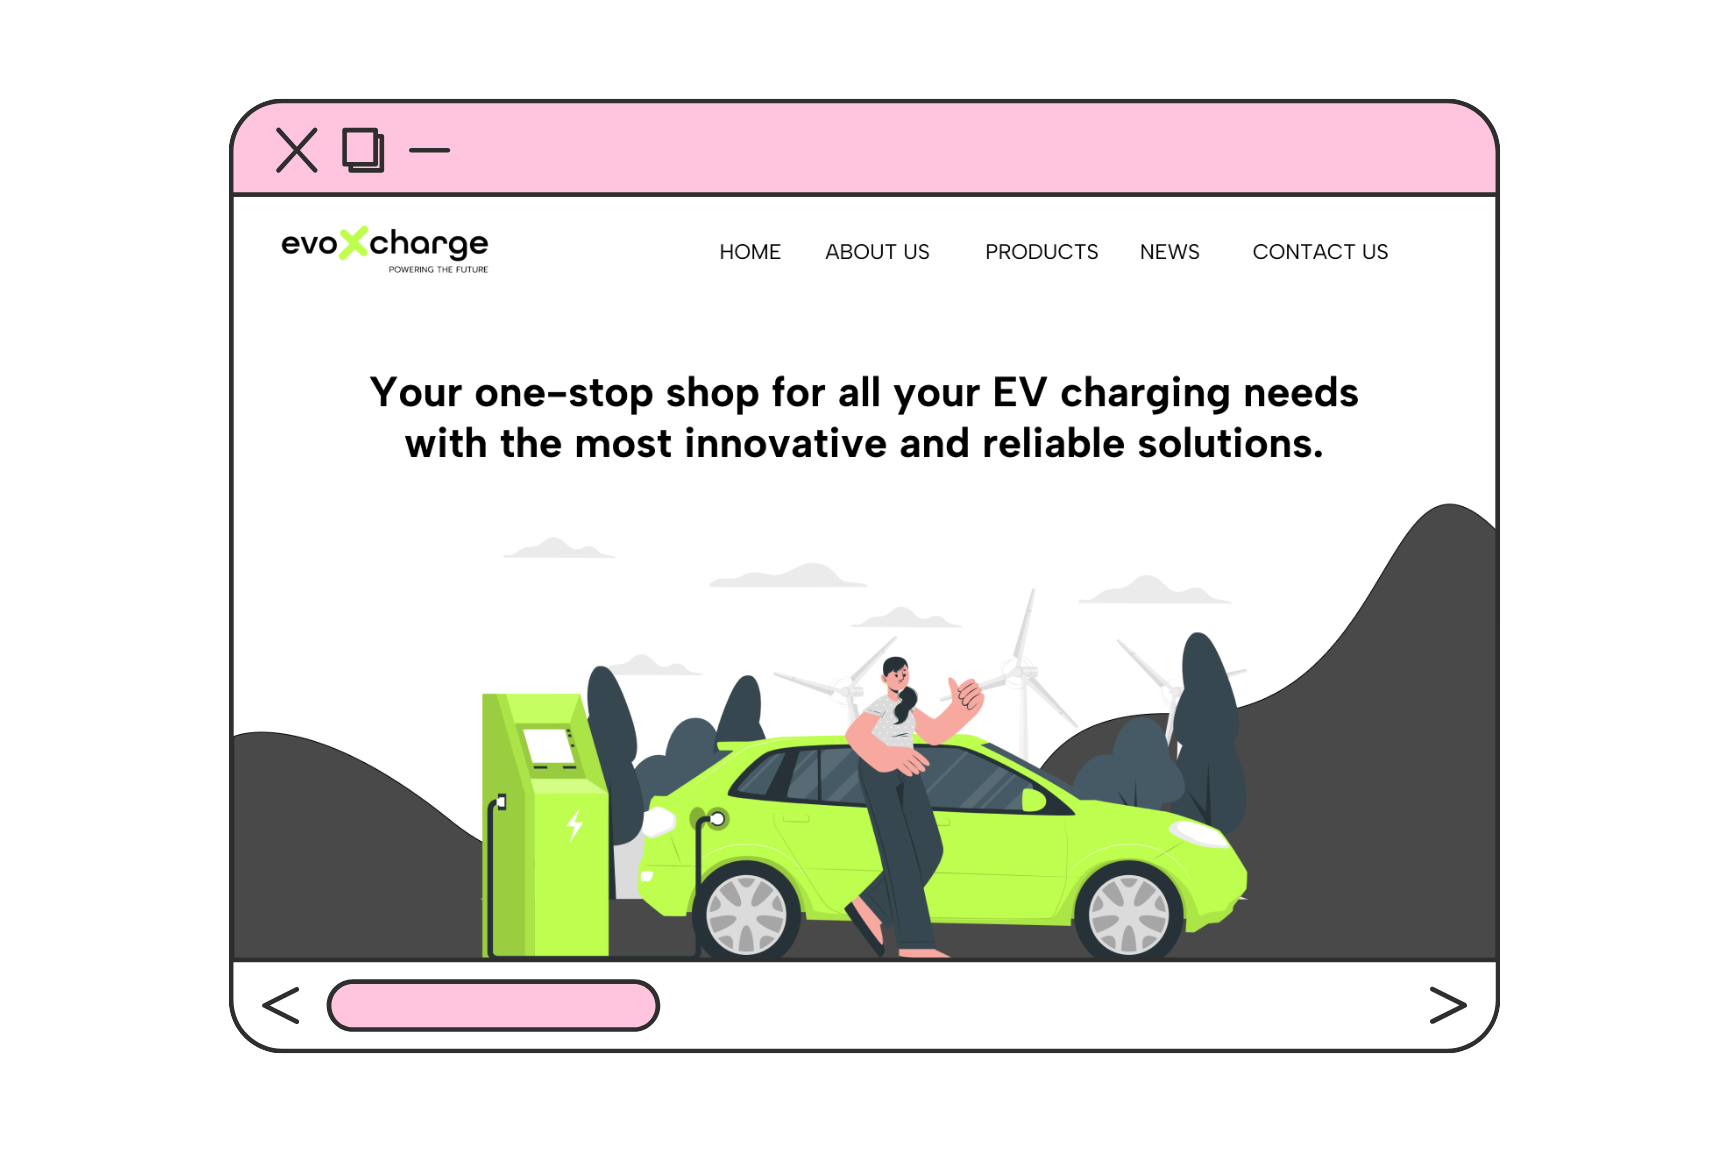 evoXcharge
POWERING THE FUTURE
HOME ABOUT US PRODUCTS NEWS CONTACT US
Your one-stop shop for all your EV charging needs
with the most innovative and reliable solutions.